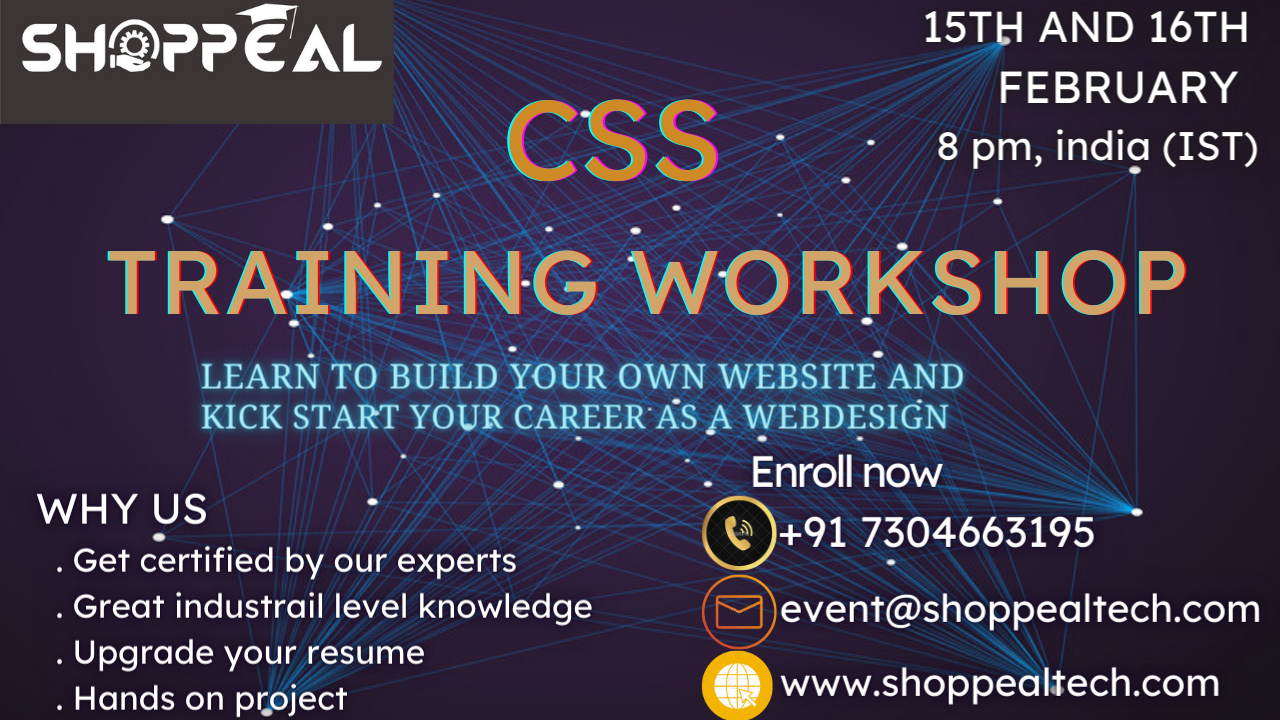 SHOPPEAL
15TH AND 16TH
FEBRUARY
8 pm, india (IST)
CSS
TRAINING WORKSHOP
LEARN TO BUILD YOUR OWN WEBSITE AND
KICK START YOUR CAREER AS A WEBDESIGN
WHY US
. Get certified by our experts
. Great industrail level knowledge
. Upgrade your resume
. Hands on project
Enroll now
+91 7304663195
event@shoppealtech.com
www.shoppealtech.com